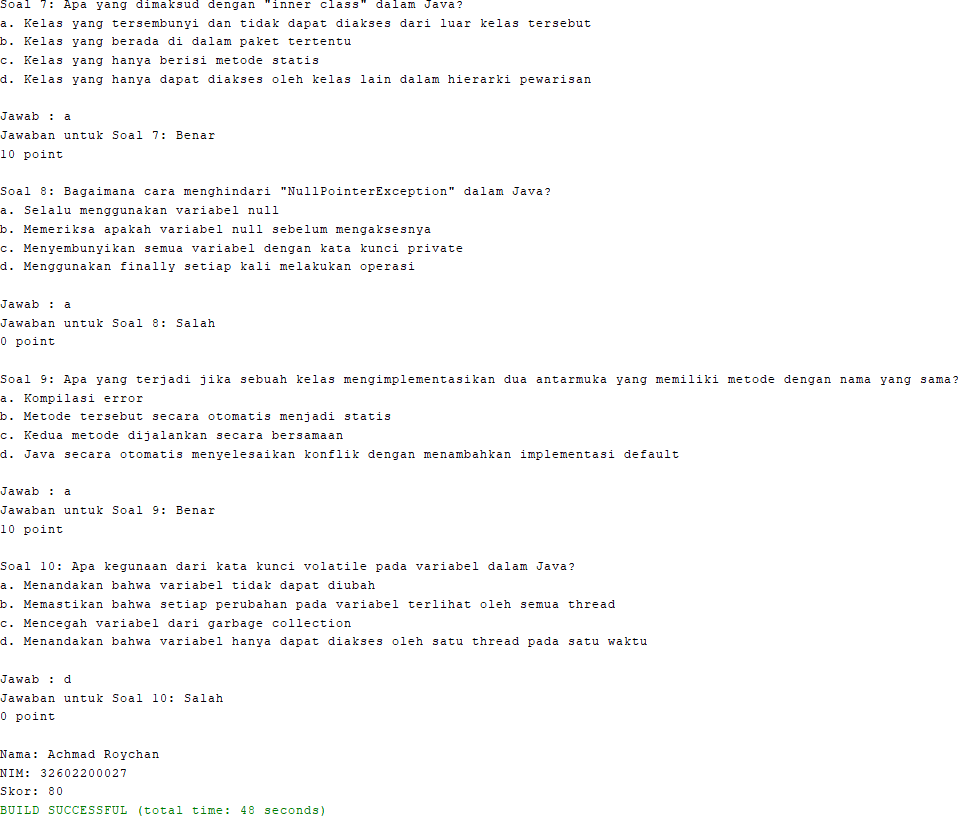 Soal 7: Apa yang dimaksud dengan "inner class" dalam Java?
a. Kelas yang tersembunyi dan tidak dapat diakses dari luar kelas tersebut
b. Kelas yang berada di dalam paket tertentu
c. Kelas yang hanya berisi metode statis
d. Kelas yang hanya dapat diakses oleh kelas lain dalam hierarki pewarisan
Jawab : a
Jawaban untuk Soal 7: Benar
10 point
Soal 8: Bagaimana cara menghindari "NullPointerException" dalam Java?
a. Selalu menggunakan variabel null
b. Memeriksa apakah variabel null sebelum mengaksesnya
c. Menyembunyikan semua variabel dengan kata kunci private
d. Menggunakan finally setiap kali melakukan operasi
Jawab : a
Jawaban untuk Soal 8: Salah
0 point
Soal 9: Apa yang terjadi jika sebuah kelas mengimplementasikan dua antarmuka yang memiliki metode dengan nama yang sama?
a. Kompilasi error
b. Metode tersebut secara otomatis menjadi statis
c. Kedua metode dijalankan secara bersamaan
d. Java secara otomatis menyelesaikan konflik dengan menambahkan implementasi default
Jawab : a
Jawaban untuk Soal 9: Benar
10 point
Soal 10: Apa kegunaan dari kata kunci volatile pada variabel dalam Java?
a. Menandakan bahwa variabel tidak dapat diubah
b. Memastikan bahwa setiap perubahan pada variabel terlihat oleh semua thread
c. Mencegah variabel dari garbage collection
d. Menandakan bahwa variabel hanya dapat diakses oleh satu thread pada satu waktu
Jawab : d
Jawaban untuk Soal 10: Salah
0 point
Nama: Achmad Roychan
NIM: 32602200027
Skor: 80
BUILD SUCCESSFUL (total time: 48 seconds)